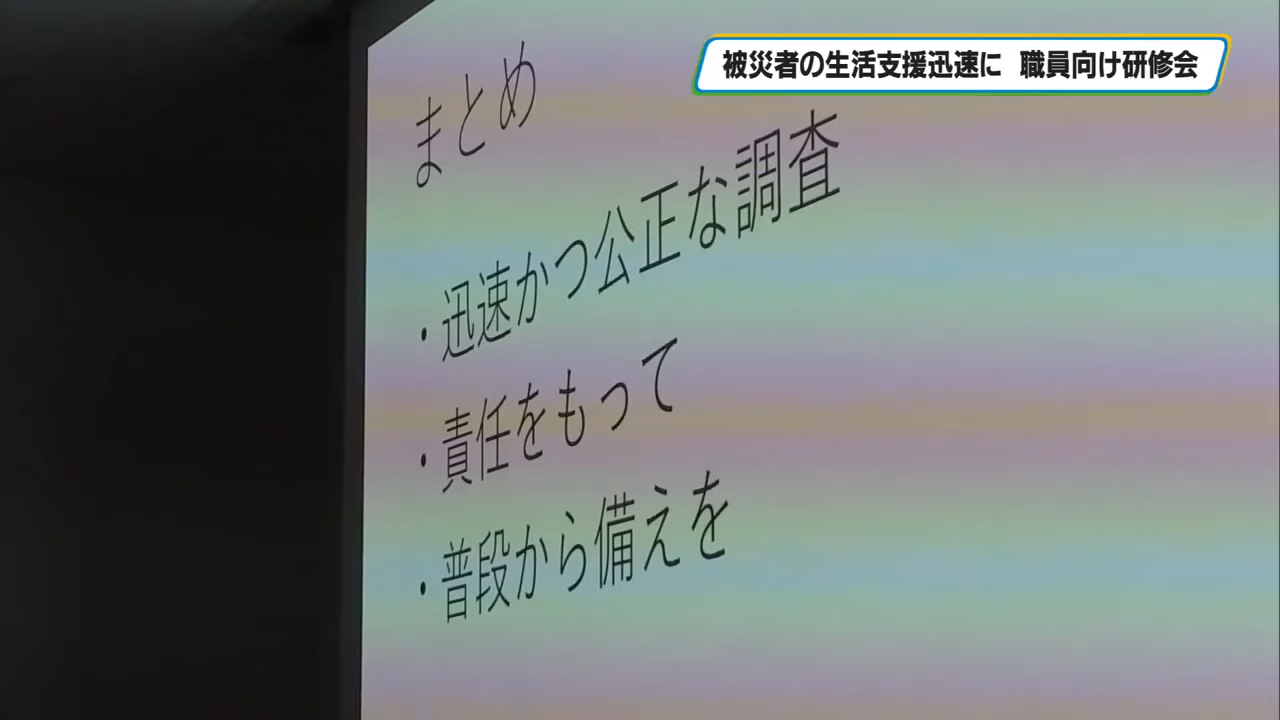 被災者の生活支援迅速に 職員向け研修会
まとめ
・迅速かつ公正な調査
・責任をもって
・普段から備えを